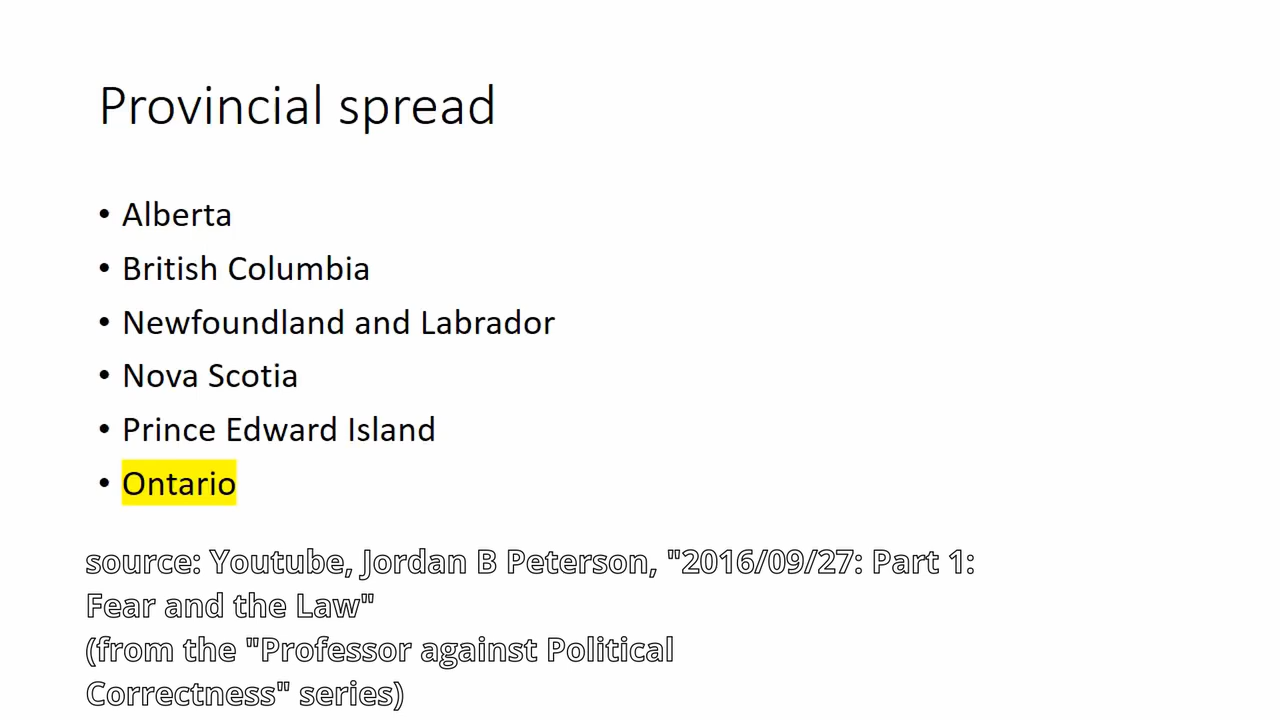 Provincial spread
• Alberta
• British Columbia
• Newfoundland and Labrador
• Nova Scotia
• Prince Edward Island
• Ontario
source: Youtube, Jordan B Peterson, "2016/09/27: Part 1:
Fear and the Law"
(from the "Professor against Political
Correctness" series)